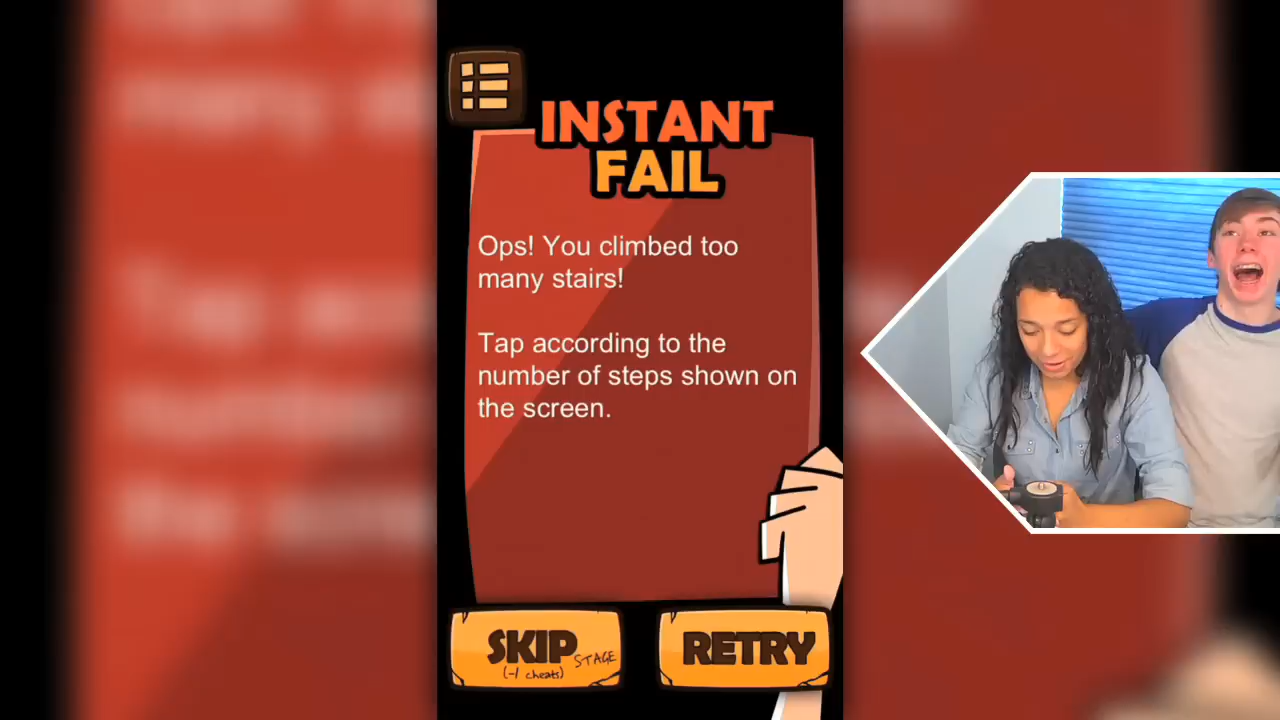 INSTANT
FAIL
Ops! You climbed too
many stairs!
Tap according to the
number of steps shown on
the screen.
SKIP
STAGE
(-1 cheats)
RETRY